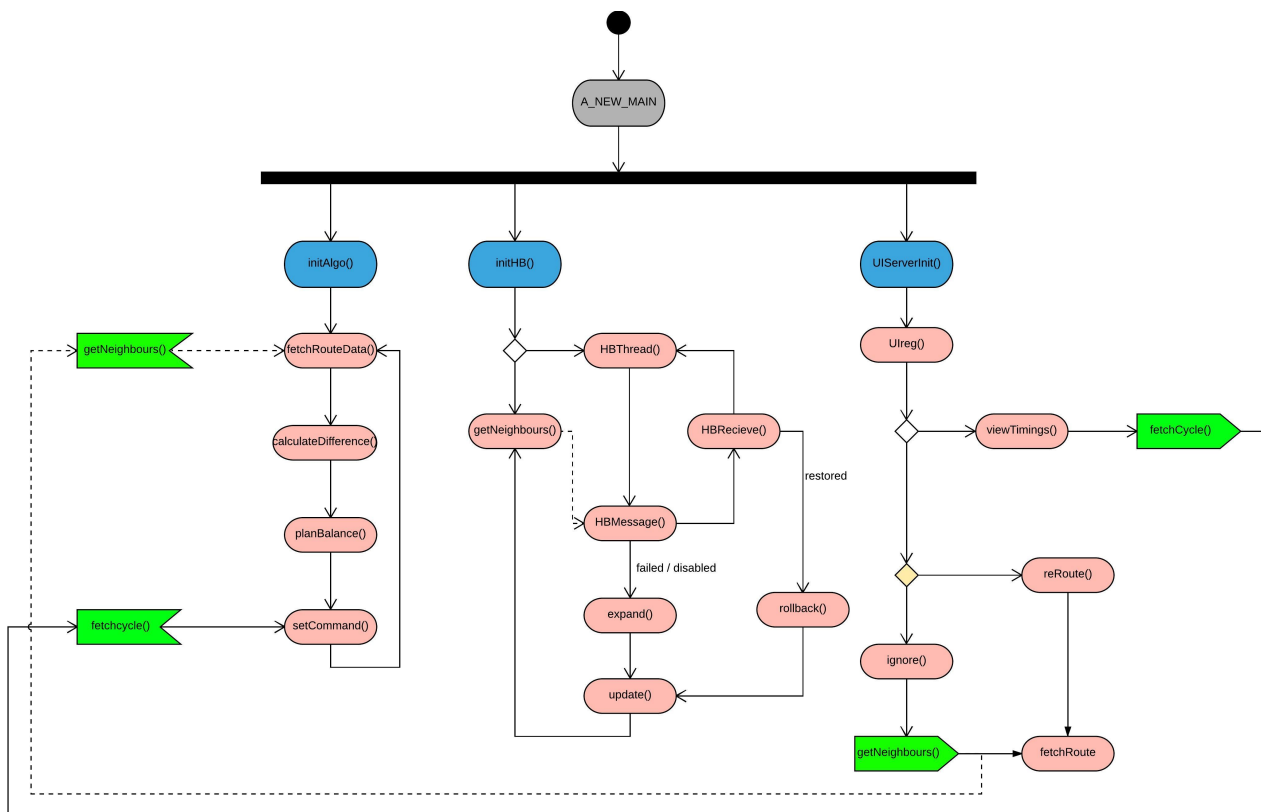 A_NEW_MAIN
initAlgo()
initHB()
UIServerInit()
getNeighbours()
fetchRouteData()
HBThread()
UIreg()
calculateDifference()
getNeighbours()
HBRecieve()
viewTimings()
fetchCycle()
restored
planBalance()
HBMessage()
failed / disabled
reRoute()
fetchcycle()
setCommand()
expand()
rollback()
ignore()
update()
getNeighbours()
fetchRoute